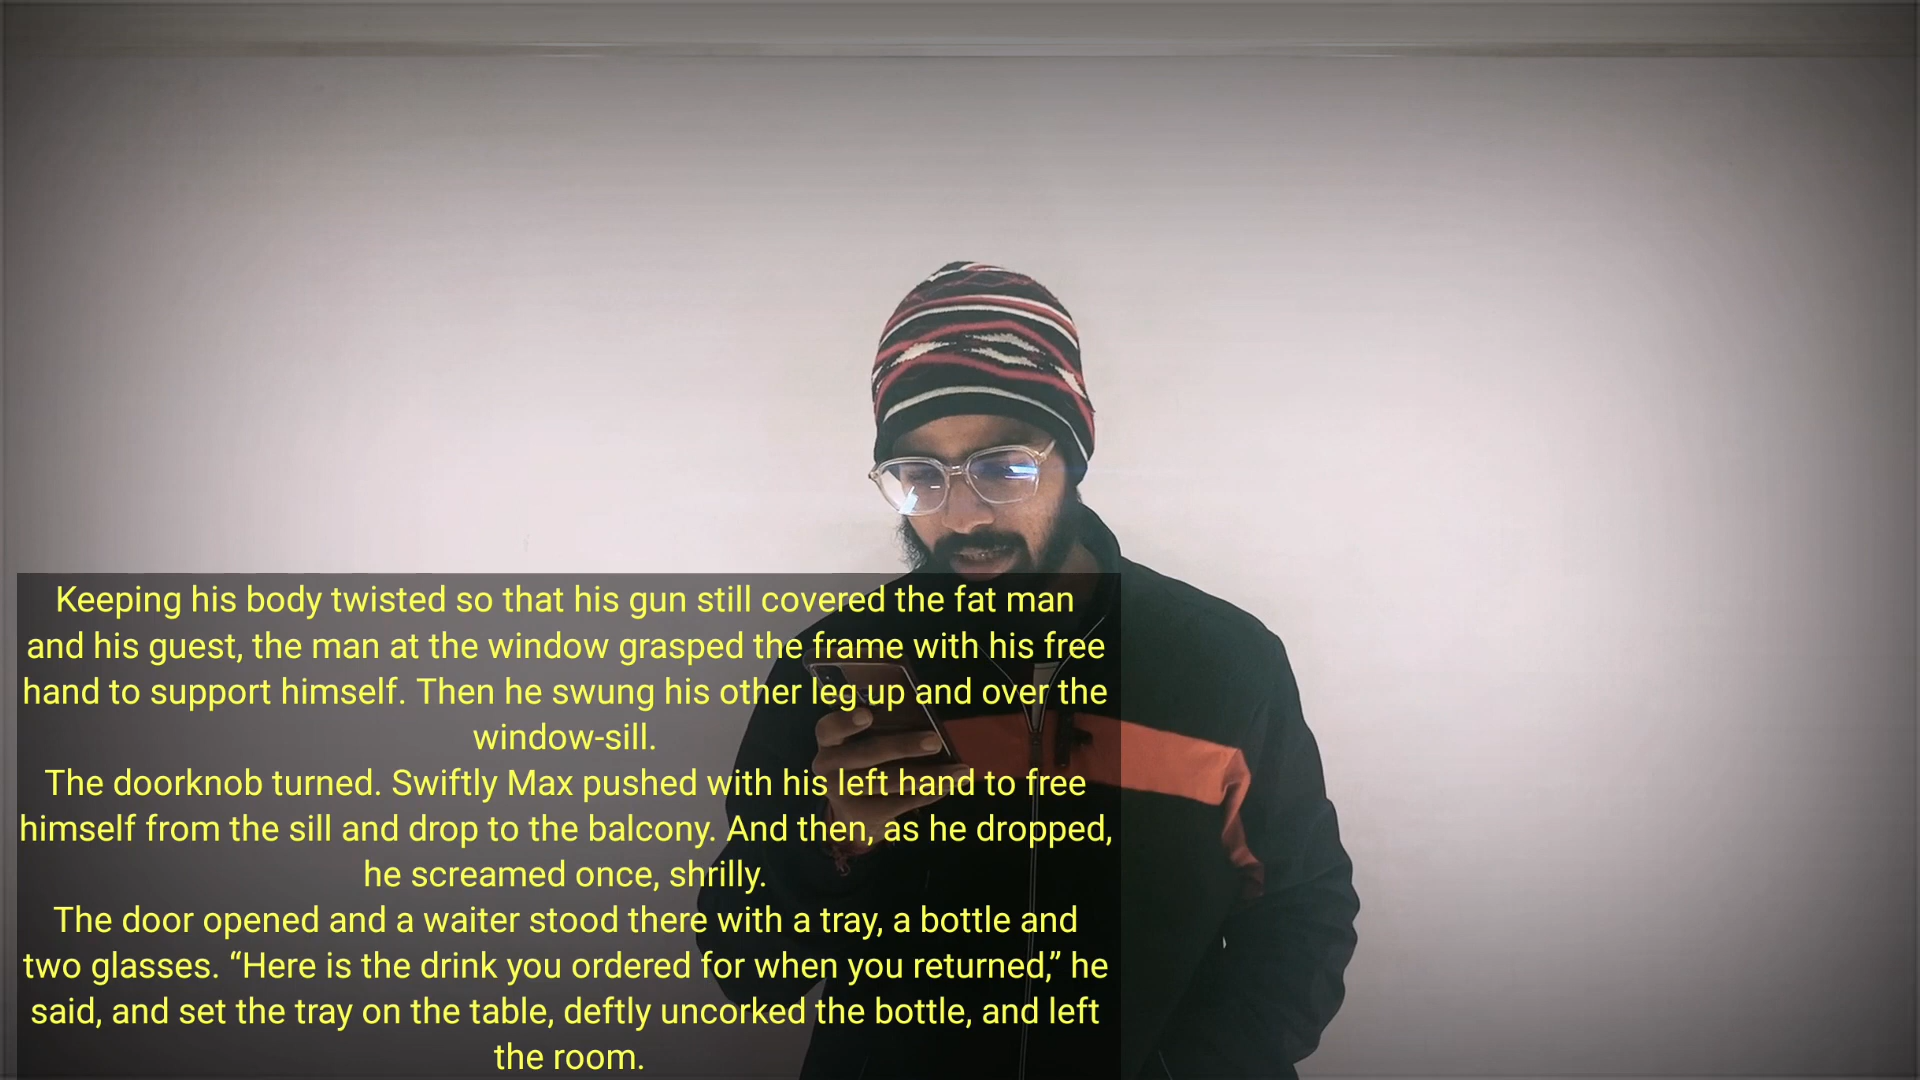 Keeping his body twisted so that his gun still covered the fat man
and his guest, the man at the window grasped the frame with his free
hand to support himself. Then he swung his other leg up and over the
window-sill.
The doorknob turned. Swiftly Max pushed with his left hand to free
himself from the sill and drop to the balcony. And then, as he dropped,
he screamed once, shrilly.
The door opened and a waiter stood there with a tray, a bottle and
two glasses. “Here is the drink you ordered for when you returned,” he
said, and set the tray on the table, deftly uncorked the bottle, and left
the room.